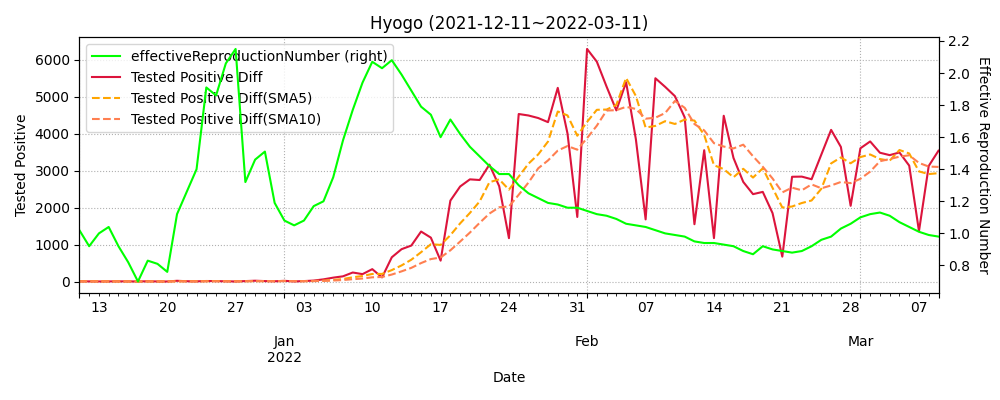 Hyogo (2021-12-11~2022-03-11)
effectiveReproductionNumber (right)
Tested Positive Diff
Tested Positive Diff(SMA5)
Tested Positive Diff(SMA10)
Tested Positive
6000
5000
4000
3000
2000
1000
0
2.2
2.0
1.8
1.6
1.4
1.2
1.0
0.8
Effective Reproduction Number
13 20 27 03 10 17 24 31 07 14 21 28 07
Jan Feb Mar
2022
Date